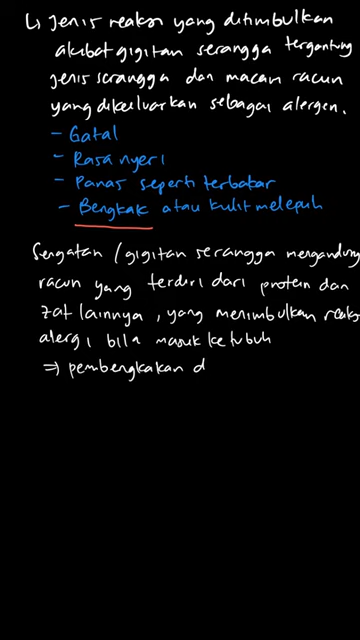 ↳ Jenis reaksi yang ditimbulkan
akibat gigitan serangga tergantung
jenis serangga dan macam racun
yang dikeluarkan sebagai alergen.
- Gatal
- Rasa nyeri
- Panas seperti terbakar
- Bengkak atau kulit melepuh
Sengatan / gigitan serangga mengandung
racun yang terdiri dari protein dan
zat lainnya, yang menimbulkan reaksi
alergi bila masuk ke tubuh
⇒ pembengkakan d